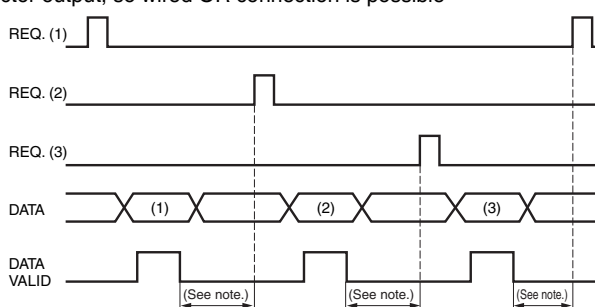 ctor output, so wired OR connection is possible
REQ. (1)
REQ. (2)
REQ. (3)
DATA
(1)
(2)
(3)
DATA
VALID
(See note.)
(See note.)
(See note.)